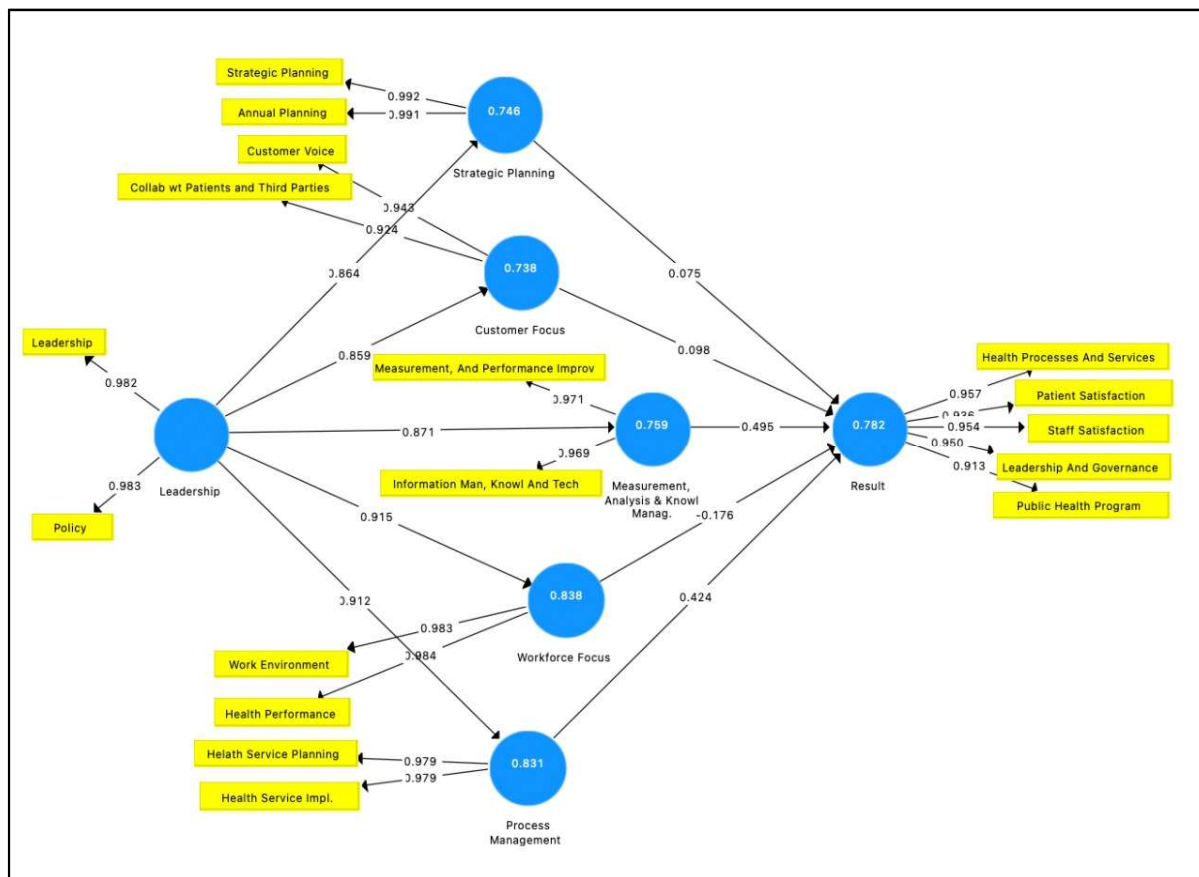 Strategic Planning
0.992
0.746
Annual Planning
0.991
Customer Voice
Strategic Planning
Collab wt Patients and Third Parties
0.943
0.924
0.738
0.864
0.075
Customer Focus
Leadership
0.859
0.098
Health Processes And Services
Measurement, And Performance Improv
0.982
0.971
0.957
Patient Satisfaction
0.936
0.871
0.759
0.495
0.782
0.954
Staff Satisfaction
0.950
0.969
Leadership And Governance
0.913
Leadership
Information Man, Knowl And Tech
Measurement,
Analysis & Knowl
Manag.
Result
0.983
Public Health Program
Policy
0.915
-0.176
0.912
0.838
0.424
0.983
Work Environment
0.984
Workforce Focus
Health Performance
Helath Service Planning
0.979
0.831
0.979
Health Service Impl.
Process
Management